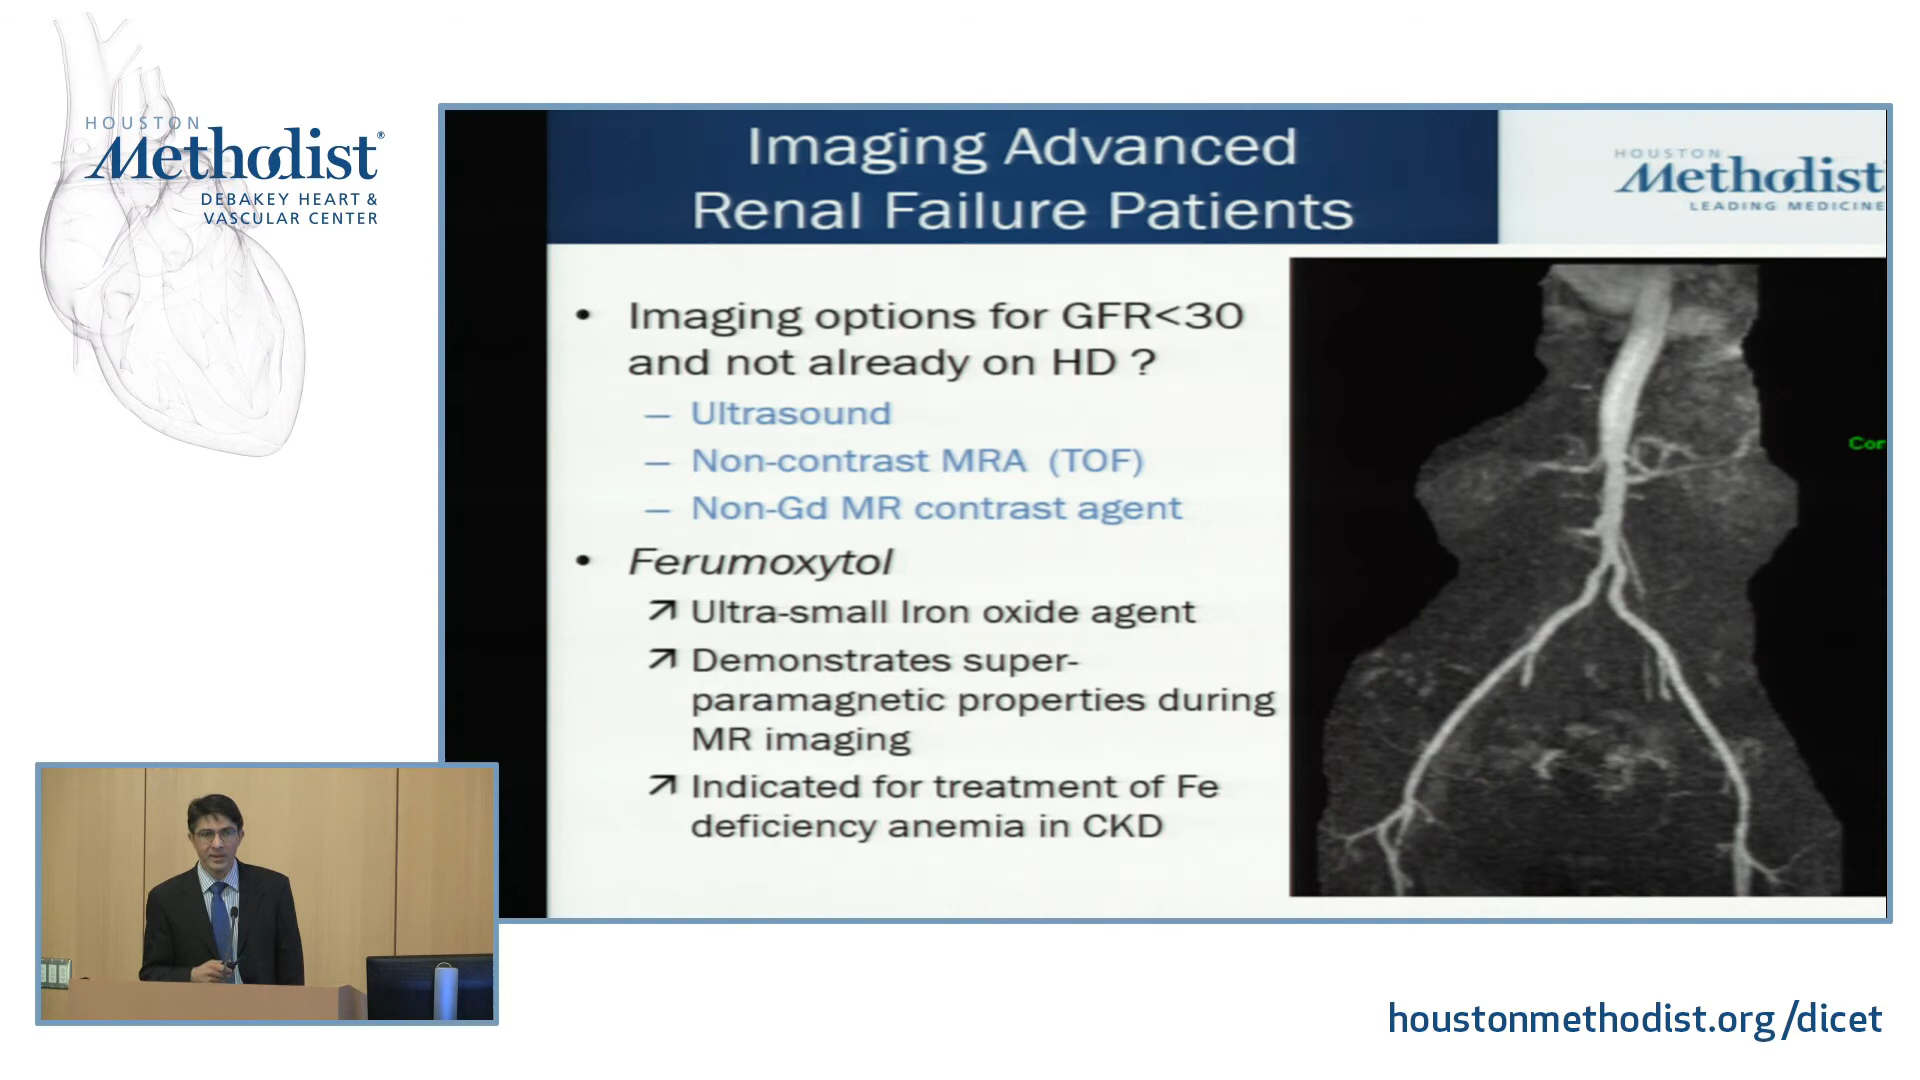 HOUSTON
Methodist®
DEBAKEY HEART &
VASCULAR CENTER
Imaging Advanced
Renal Failure Patients
HOUSTON
Methodist
LEADING MEDICINE
• Imaging options for GFR<30
and not already on HD ?
– Ultrasound
– Non-contrast MRA (TOF)
– Non-Gd MR contrast agent
• Ferumoxytol
↗ Ultra-small Iron oxide agent
↗ Demonstrates super-
paramagnetic properties during
MR imaging
↗ Indicated for treatment of Fe
deficiency anemia in CKD
Cor
houstonmethodist.org/dicet